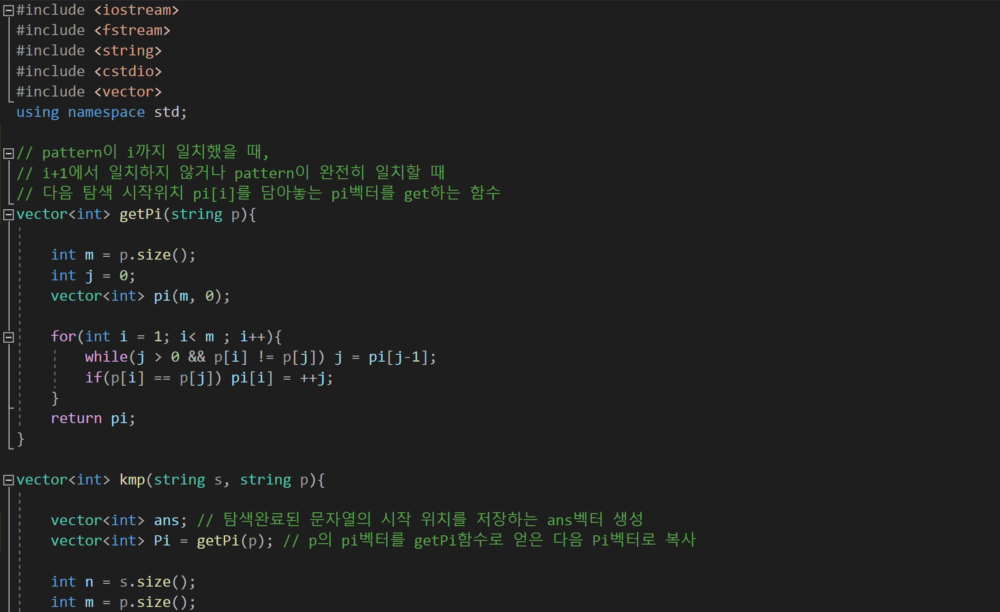 #include <iostream>
#include <fstream>
#include <string>
#include <cstdio>
#include <vector>
using namespace std;
// pattern이 i까지 일치했을 때,
// i+1에서 일치하지 않거나 pattern이 완전히 일치할 때
// 다음 탐색 시작위치 pi[i]를 담아놓는 pi벡터를 get하는 함수
vector<int> getPi(string p){
int m = p.size();
int j = 0;
vector<int> pi(m, 0);
for(int i = 1; i< m ; i++){
while(j > 0 && p[i] != p[j]) j = pi[j-1];
if(p[i] == p[j]) pi[i] = ++j;
}
return pi;
}
vector<int> kmp(string s, string p){
vector<int> ans; // 탐색완료된 문자열의 시작 위치를 저장하는 ans벡터 생성
vector<int> Pi = getPi(p); // p의 pi벡터를 getPi함수로 얻은 다음 Pi벡터로 복사
int n = s.size();
int m = p.size();